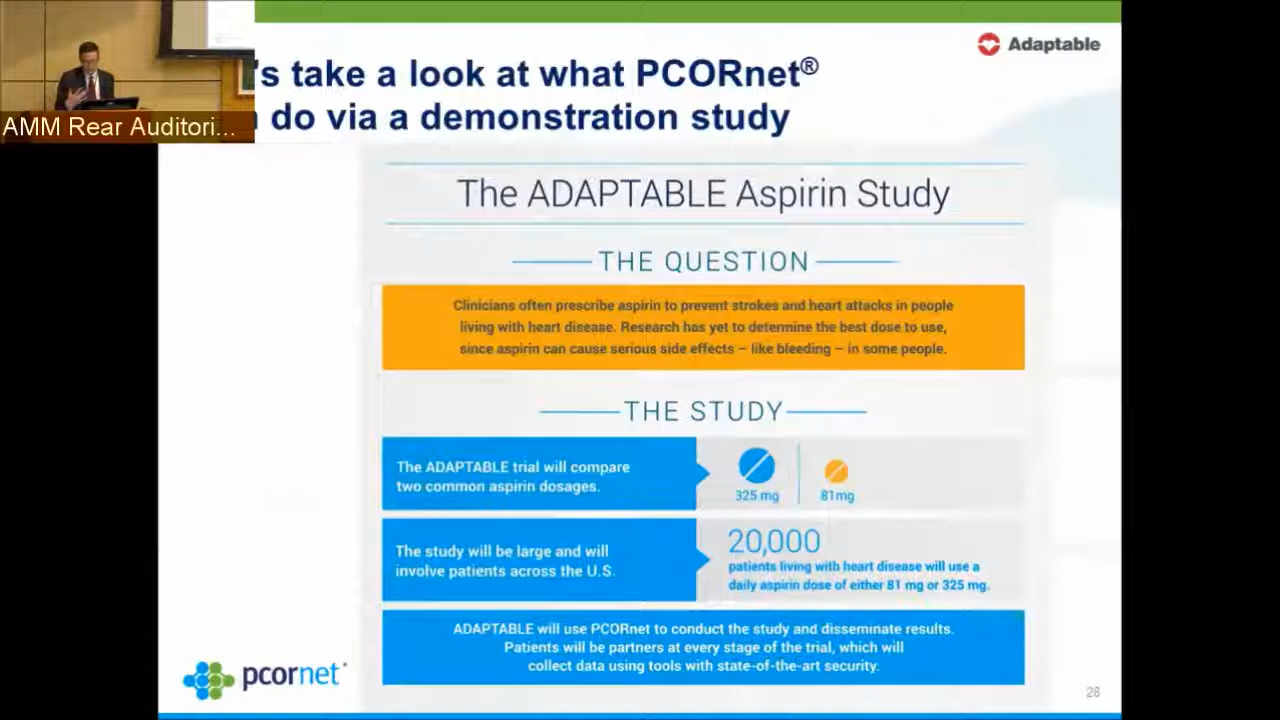 Adaptable
's take a look at what PCORnet®
do via a demonstration study
AMM Rear Auditori...
The ADAPTABLE Aspirin Study
THE QUESTION
Clinicians often prescribe aspirin to prevent strokes and heart attacks in people
living with heart disease. Research has yet to determine the best dose to use,
since aspirin can cause serious side effects – like bleeding – in some people.
THE STUDY
The ADAPTABLE trial will compare
two common aspirin dosages.
325 mg
81mg
The study will be large and will
involve patients across the U.S.
20,000
patients living with heart disease will use a
daily aspirin dose of either 81 mg or 325 mg.
ADAPTABLE will use PCORnet to conduct the study and disseminate results.
Patients will be partners at every stage of the trial, which will
collect data using tools with state-of-the-art security.
pcornet
28